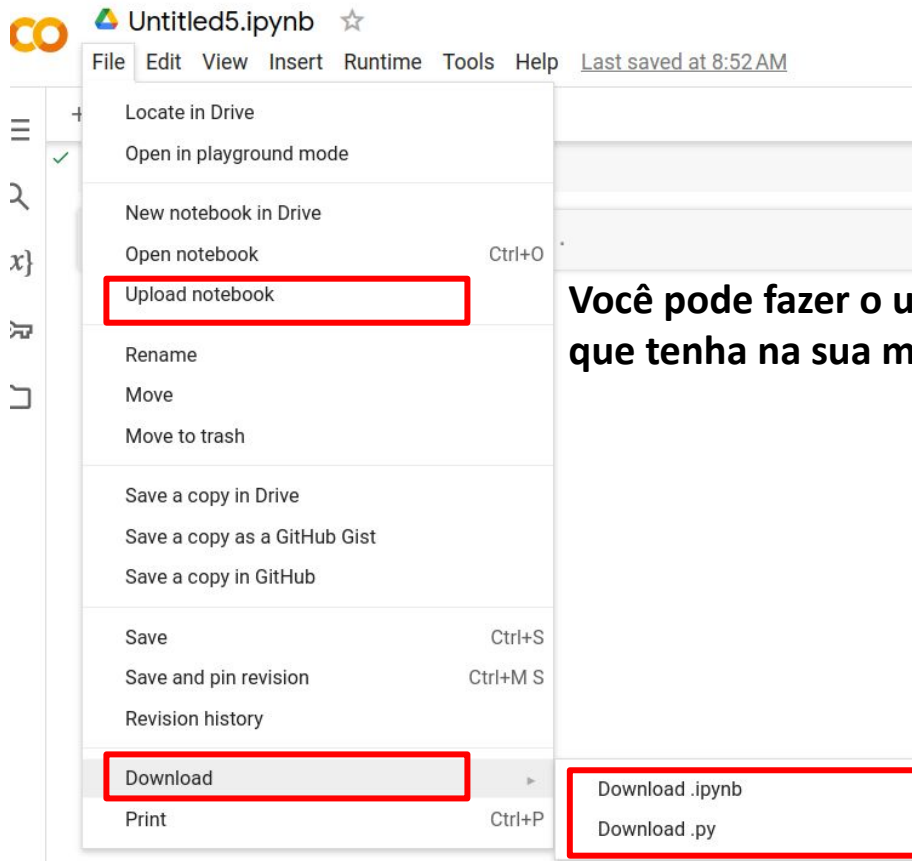 CO Untitled5.ipynb
File Edit View Insert Runtime Tools Help Last saved at 8:52 AM
Locate in Drive
Open in playground mode
New notebook in Drive
Open notebook Ctrl+O
Upload notebook
Você pode fazer o u
que tenha na sua m
Rename
Move
Move to trash
Save a copy in Drive
Save a copy as a GitHub Gist
Save a copy in GitHub
Save Ctrl+S
Save and pin revision Ctrl+M S
Revision history
Download
Download .ipynb
Print Ctrl+P
Download .py